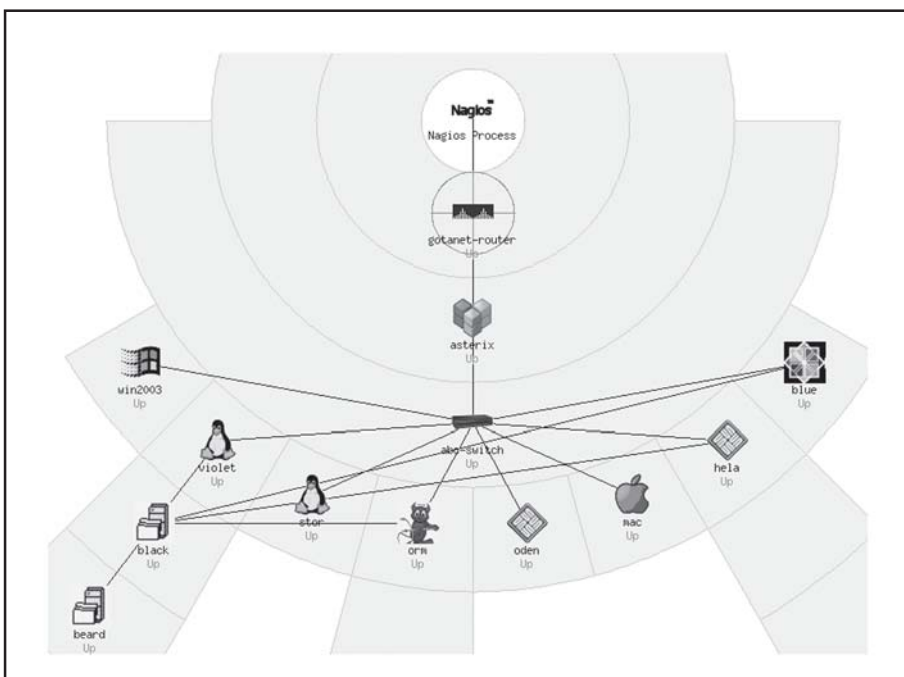 Nagios™
Nagios Process
gotanet-router
Up
asterix
Up
win2003
Up
blue
Up
abc-switch
Up
violet
Up
hela
Up
stor
Up
mac
Up
black
Up
orm
Up
oden
Up
beard
Up